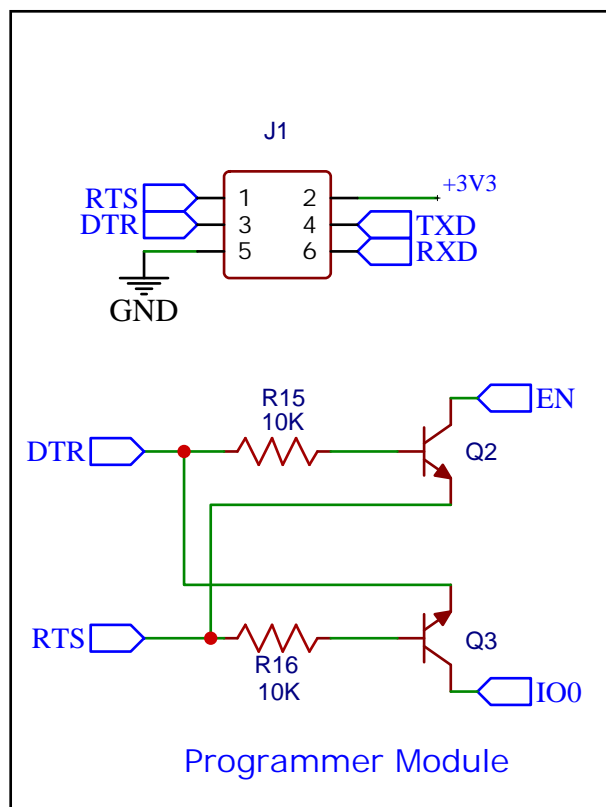 J1
RTS 1 2 +3V3
DTR 3 4 TXD
5 6 RXD
GND
R15
10K
EN
DTR
Q2
RTS
R16
10K
Q3
IO0
Programmer Module